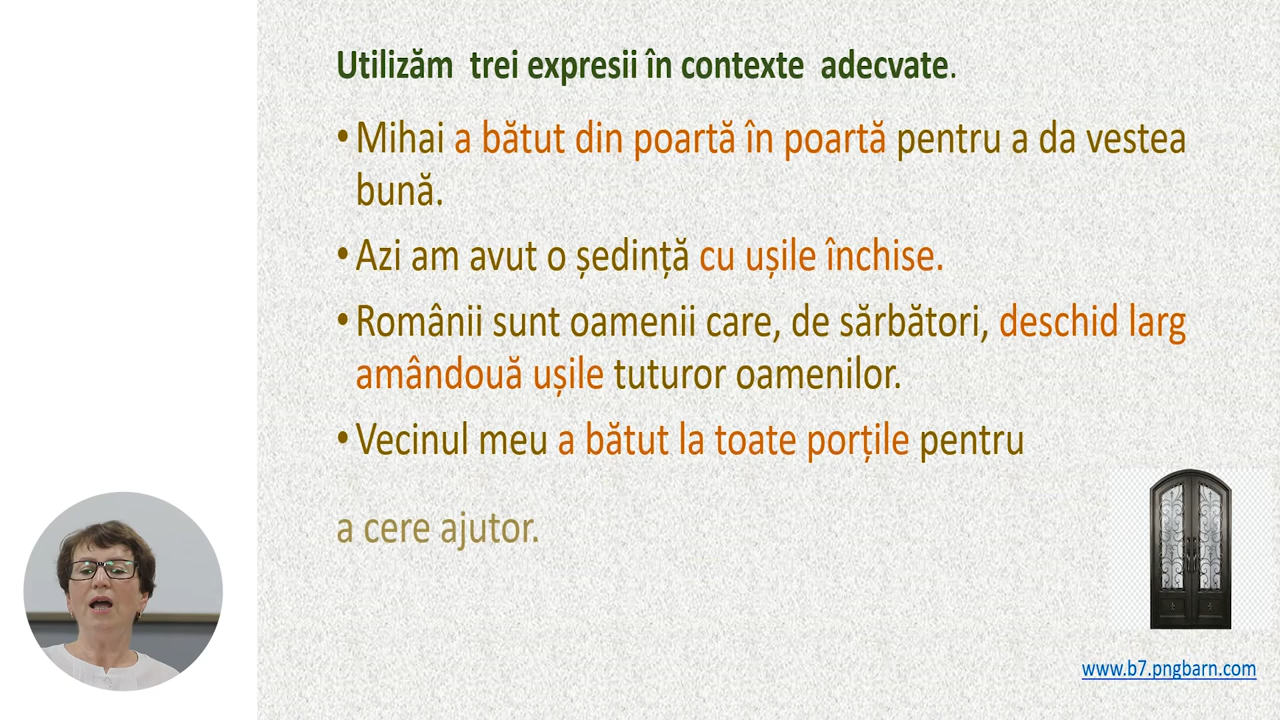 Utilizăm trei expresii în contexte adecvate.
• Mihai a bătut din poartă în poartă pentru a da vestea
bună.
• Azi am avut o ședință cu ușile închise.
• Românii sunt oamenii care, de sărbători, deschid larg
amândouă ușile tuturor oamenilor.
• Vecinul meu a bătut la toate porțile pentru
a cere ajutor.
www.b7.pngbarn.com